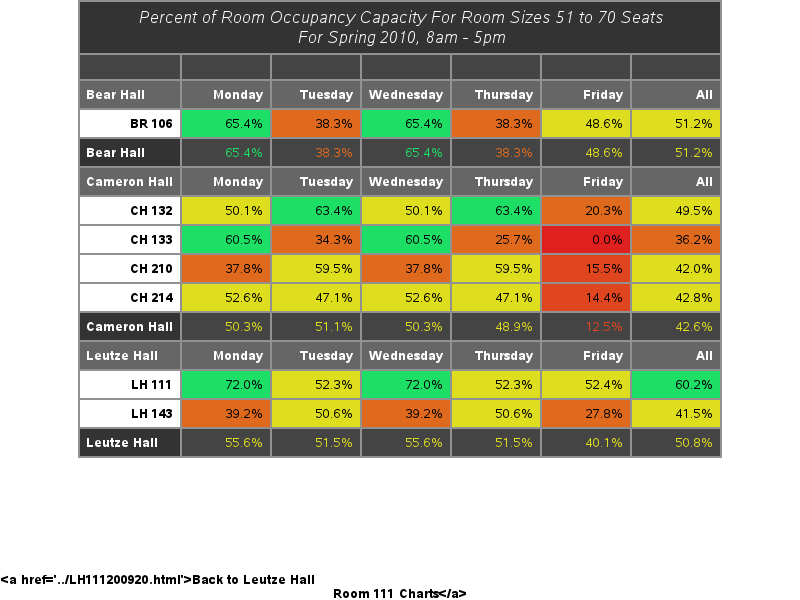 Percent of Room Occupancy Capacity For Room Sizes 51 to 70 Seats
For Spring 2010, 8am - 5pm
Bear Hall Monday Tuesday Wednesday Thursday Friday All
BR 106 65.4% 38.3% 65.4% 38.3% 48.6% 51.2%
Bear Hall 65.4% 38.3% 65.4% 38.3% 48.6% 51.2%
Cameron Hall Monday Tuesday Wednesday Thursday Friday All
CH 132 50.1% 63.4% 50.1% 63.4% 20.3% 49.5%
CH 133 60.5% 34.3% 60.5% 25.7% 0.0% 36.2%
CH 210 37.8% 59.5% 37.8% 59.5% 15.5% 42.0%
CH 214 52.6% 47.1% 52.6% 47.1% 14.4% 42.8%
Cameron Hall 50.3% 51.1% 50.3% 48.9% 12.5% 42.6%
Leutze Hall Monday Tuesday Wednesday Thursday Friday All
LH 111 72.0% 52.3% 72.0% 52.3% 52.4% 60.2%
LH 143 39.2% 50.6% 39.2% 50.6% 27.8% 41.5%
Leutze Hall 55.6% 51.5% 55.6% 51.5% 40.1% 50.8%
<a href='../LH111200920.html'>Back to Leutze Hall
Room 111 Charts</a>